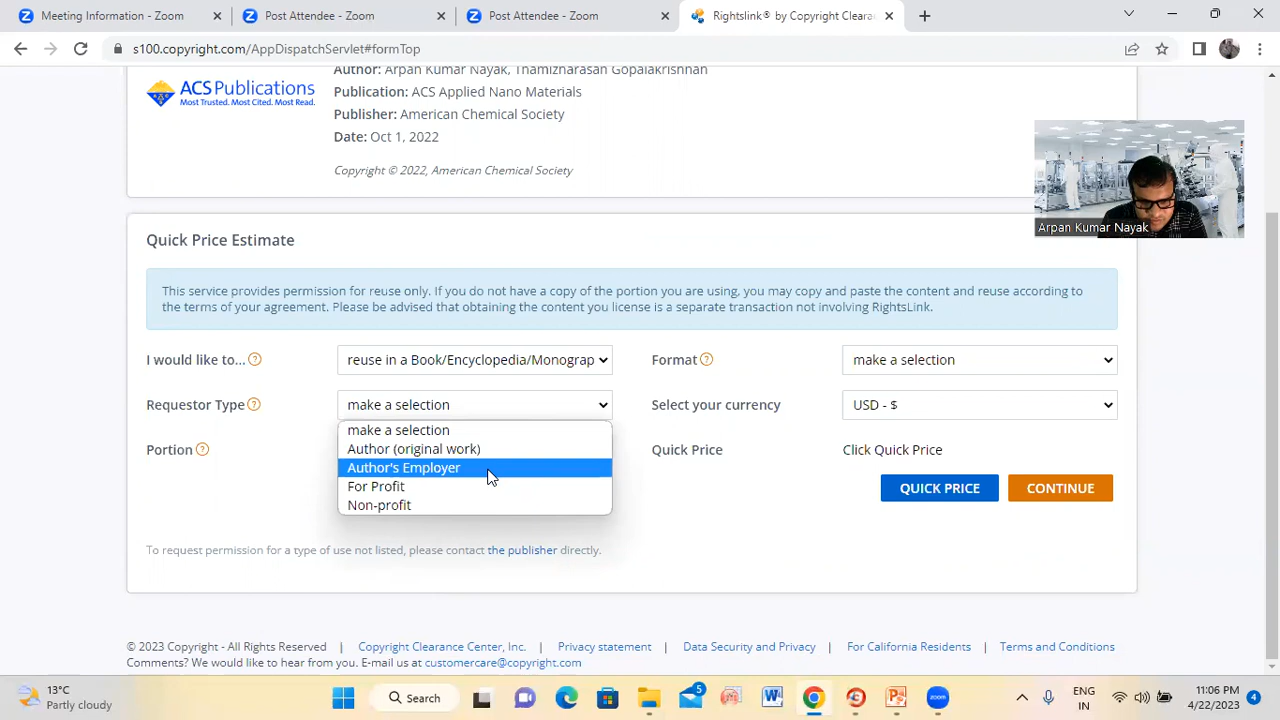 Meeting Information - Zoom
Post Attendee - Zoom
Post Attendee - Zoom
Rightslink® by Copyright Cleara
s100.copyright.com/AppDispatchServlet#formTop
ACS Publications
Most Trusted. Most Cited. Most Read.
Author: Arpan Kumar Nayak, Thamizharasan Gopalakrishnan
Publication: ACS Applied Nano Materials
Publisher: American Chemical Society
Date: Oct 1, 2022
Copyright © 2022, American Chemical Society
Arpan Kumar Nayak
Quick Price Estimate
This service provides permission for reuse only. If you do not have a copy of the portion you are using, you may copy and paste the content and reuse according to
the terms of your agreement. Please be advised that obtaining the content you license is a separate transaction not involving RightsLink.
I would like to... ?
reuse in a Book/Encyclopedia/Monograp
Format ?
make a selection
Requestor Type ?
make a selection
Select your currency
USD - $
make a selection
Author (original work)
Author's Employer
For Profit
Non-profit
Portion ?
Quick Price
Click Quick Price
QUICK PRICE
CONTINUE
To request permission for a type of use not listed, please contact the publisher directly.
© 2023 Copyright - All Rights Reserved | Copyright Clearance Center, Inc. | Privacy statement | Data Security and Privacy | For California Residents | Terms and Conditions
Comments? We would like to hear from you. E-mail us at customercare@copyright.com
13°C
Partly cloudy
Search
5
W
zoom
ENG
IN
11:06 PM
4/22/2023
4